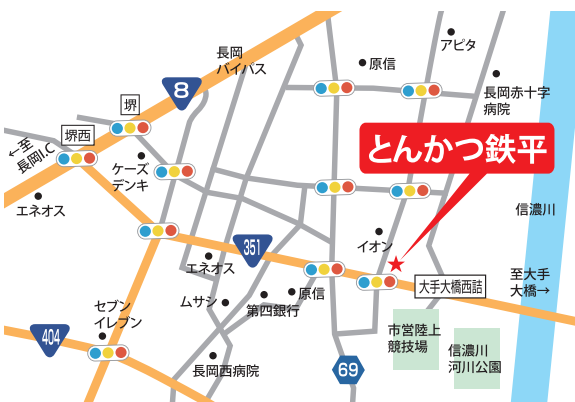 アピタ
原信
長岡
バイパス
8
長岡赤十字
病院
堺
堺西
←至
長岡I.C
とんかつ鉄平
ケーズ
デンキ
エネオス
信濃川
イオン
351
エネオス
至大手
大橋→
大手大橋西詰
ムサシ
第四銀行
原信
セブン
イレブン
404
市営陸上
競技場
信濃川
河川公園
長岡西病院
69